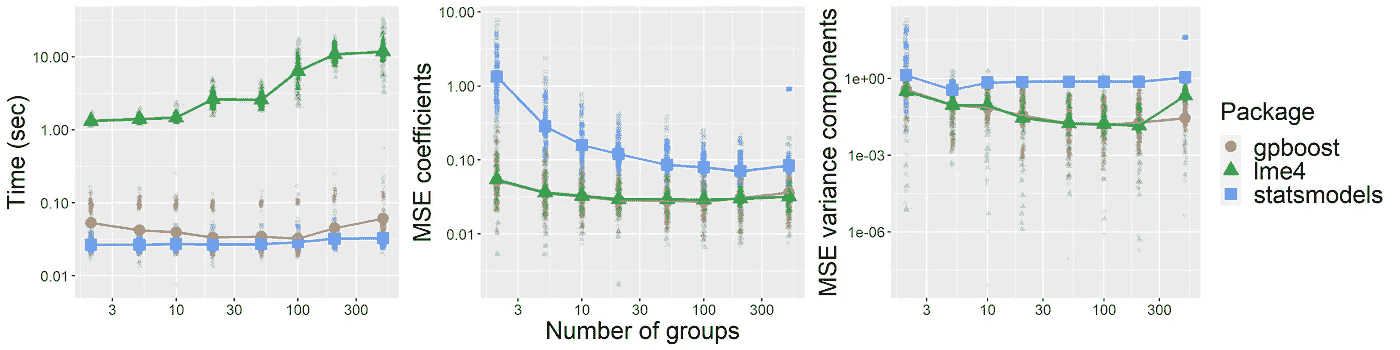 Time (sec)
10.00
1.00
0.10
0.01
3 10 30 100 300
MSE coefficients
10.00
1.00
0.10
0.01
3 10 30 100 300
Number of groups
MSE variance components
1e+00
1e-03
1e-06
3 10 30 100 300
Package
gpboost
lme4
statsmodels